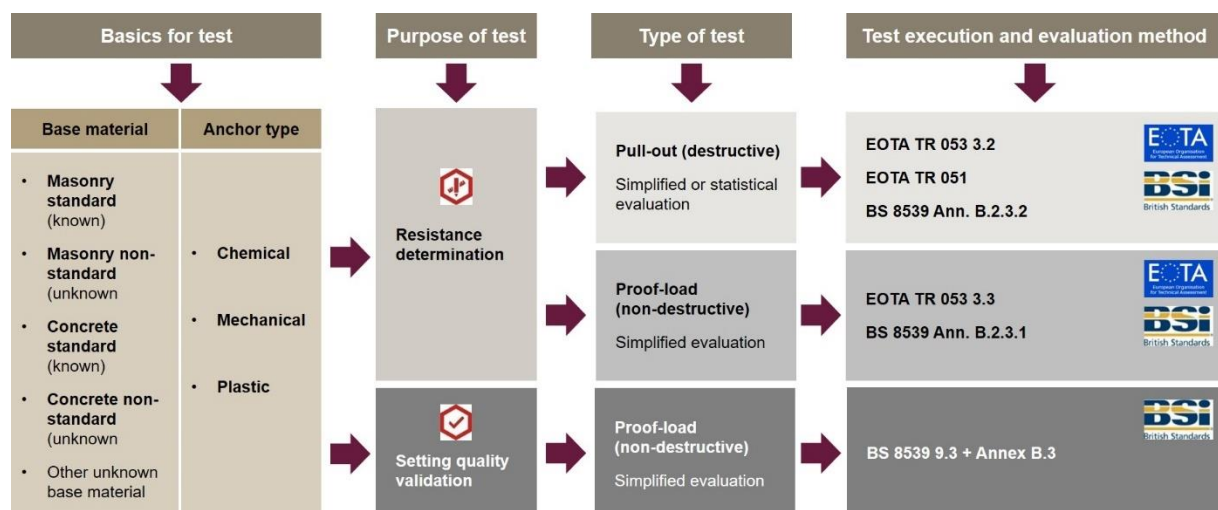 Basics for test
Purpose of test
Type of test
Test execution and evaluation method
Base material
Anchor type
• Masonry
standard
(known)
• Masonry non-
standard
(unknown
• Concrete
standard
(known)
• Concrete non-
standard
(unknown
• Other unknown
base material
• Chemical
• Mechanical
• Plastic
Resistance
determination
Setting quality
validation
Pull-out (destructive)
Simplified or statistical
evaluation
Proof-load
(non-destructive)
Simplified evaluation
Proof-load
(non-destructive)
Simplified evaluation
EOTA TR 053 3.2
EOTA TR 051
BS 8539 Ann. B.2.3.2
EOTA
European Organisation
for Technical Assessment
BSi
British Standards
EOTA TR 053 3.3
BS 8539 Ann. B.2.3.1
EOTA
European Organisation
for Technical Assessment
BSi
British Standards
BS 8539 9.3 + Annex B.3
BSi
British Standards